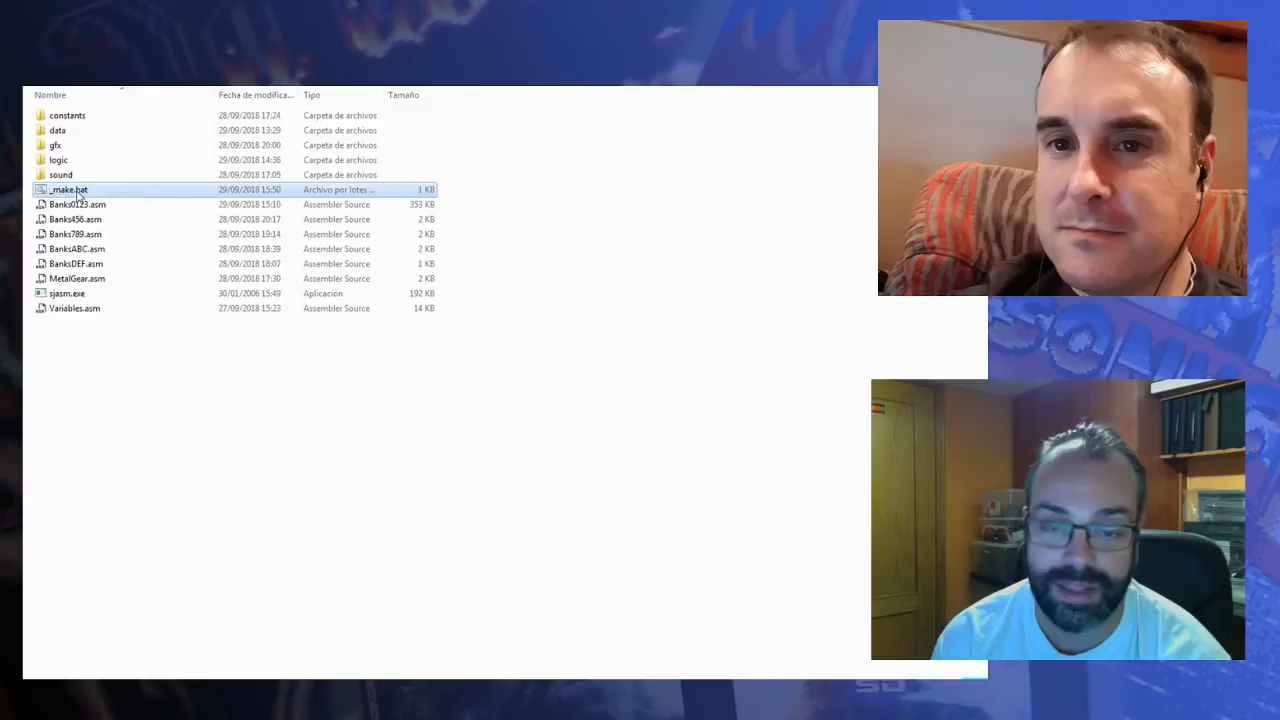 Nombre Fecha de modifica... Tipo Tamaño
constants 28/09/2018 17:24 Carpeta de archivos
data 29/09/2018 13:29 Carpeta de archivos
gfx 28/09/2018 20:00 Carpeta de archivos
logic 29/09/2018 14:36 Carpeta de archivos
sound 28/09/2018 17:05 Carpeta de archivos
_make.bat 29/09/2018 15:50 Archivo por lotes ... 1 KB
Banks0123.asm 29/09/2018 15:10 Assembler Source 353 KB
Banks456.asm 28/09/2018 20:17 Assembler Source 2 KB
Banks789.asm 28/09/2018 19:14 Assembler Source 2 KB
BanksABC.asm 28/09/2018 18:39 Assembler Source 2 KB
BanksDEF.asm 28/09/2018 18:07 Assembler Source 1 KB
MetalGear.asm 28/09/2018 17:30 Assembler Source 2 KB
sjasm.exe 30/01/2006 15:49 Aplicación 192 KB
Variables.asm 27/09/2018 15:23 Assembler Source 14 KB